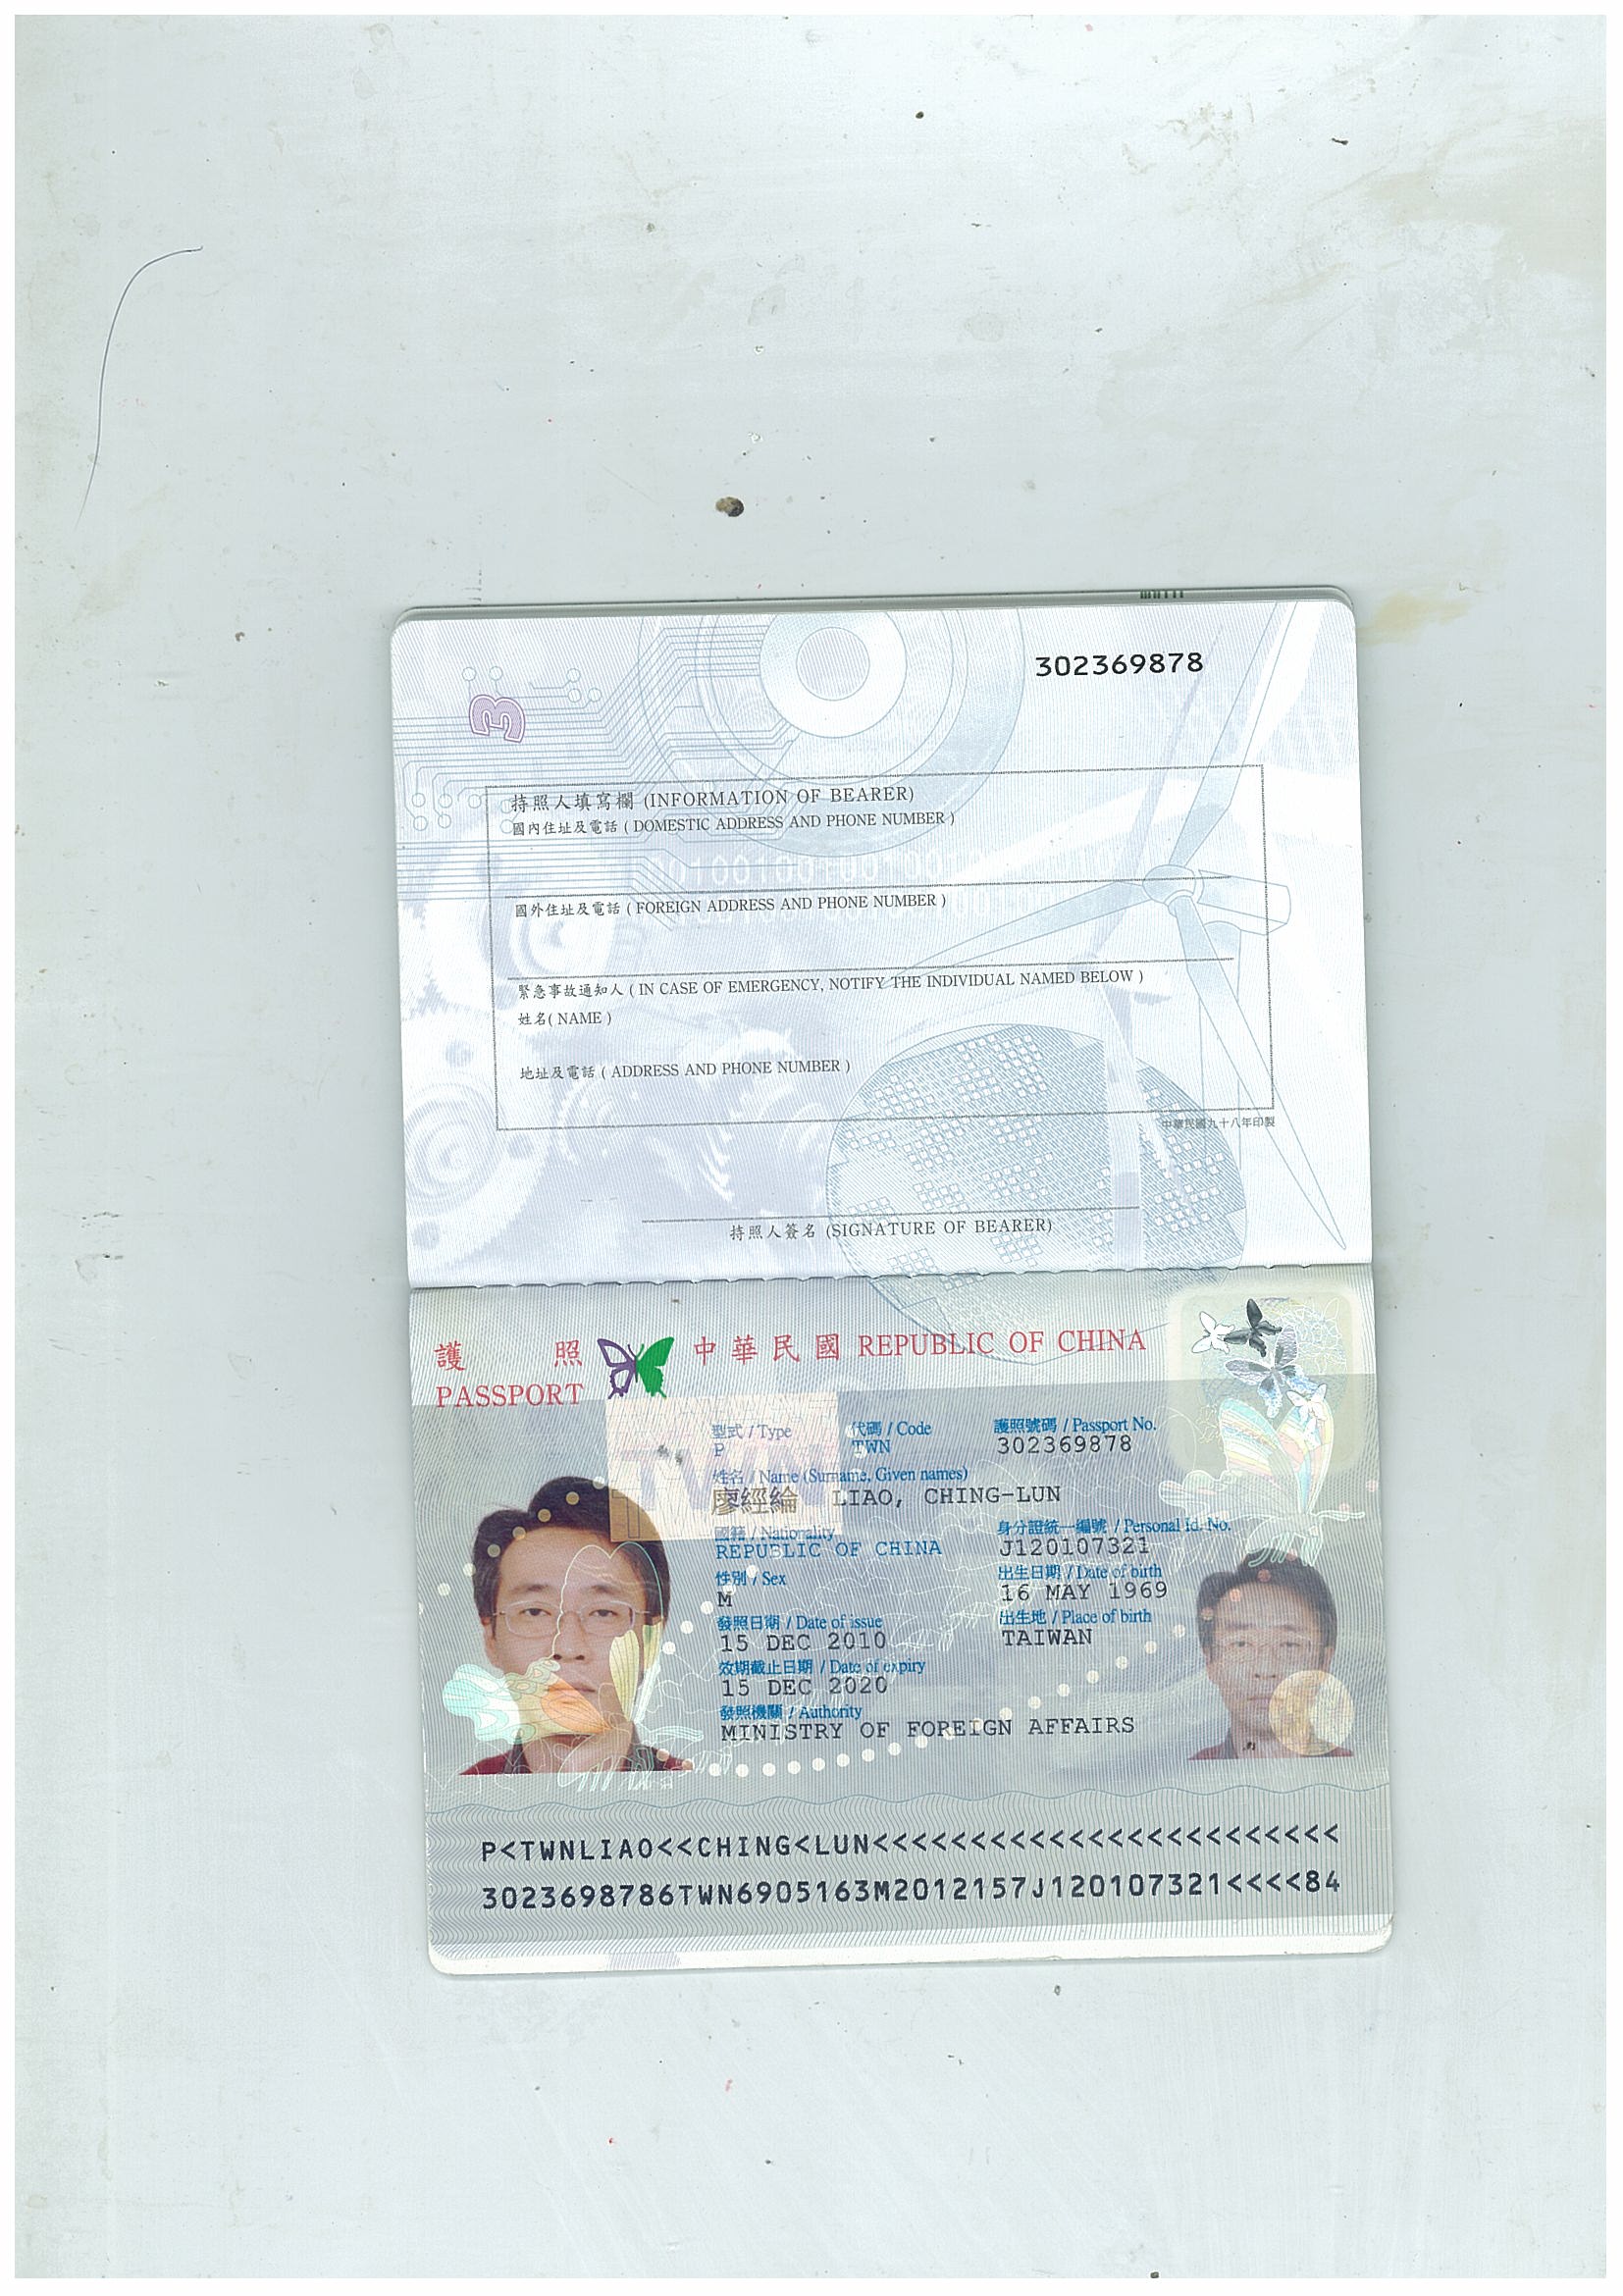 302369878
3
持照人填寫欄 (INFORMATION OF BEARER)
國內住址及電話 ( DOMESTIC ADDRESS AND PHONE NUMBER )
國外住址及電話 ( FOREIGN ADDRESS AND PHONE NUMBER )
緊急事故通知人 ( IN CASE OF EMERGENCY, NOTIFY THE INDIVIDUAL NAMED BELOW )
姓名( NAME )
地址及電話 ( ADDRESS AND PHONE NUMBER )
中華民國九十八年印製
持照人簽名 (SIGNATURE OF BEARER)
護 照 中華民國 REPUBLIC OF CHINA
PASSPORT
型式 / Type 代碼 / Code 護照號碼 / Passport No.
P TWN 302369878
姓名 / Name (Surname, Given names)
廖經綸 LIAO, CHING-LUN
國籍 / Nationality 身分證統一編號 / Personal Id. No.
REPUBLIC OF CHINA J120107321
性別 / Sex 出生日期 / Date of birth
M 16 MAY 1969
發照日期 / Date of issue 出生地 / Place of birth
15 DEC 2010 TAIWAN
效期截止日期 / Date of expiry
15 DEC 2020
發照機關 / Authority
MINISTRY OF FOREIGN AFFAIRS
P<TWNLIAO<<CHING<LUN<<<<<<<<<<<<<<<<<<<<<<<<
3023698786TWN6905163M2012157J120107321<<<<84